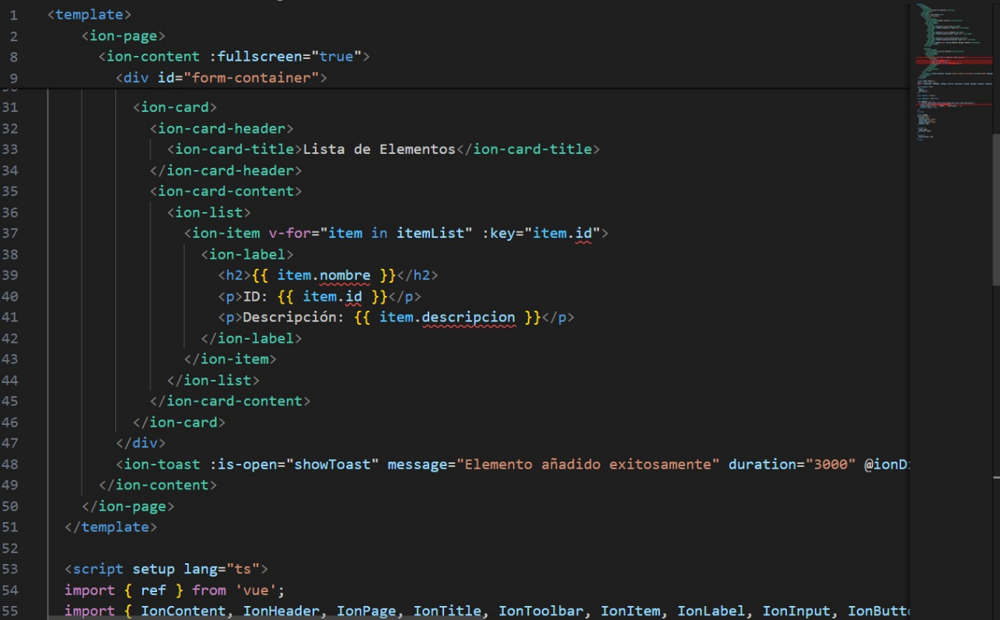 1 <template>
2 <ion-page>
8 <ion-content :fullscreen="true">
9 <div id="form-container">
31 <ion-card>
32 <ion-card-header>
33 <ion-card-title>Lista de Elementos</ion-card-title>
34 </ion-card-header>
35 <ion-card-content>
36 <ion-list>
37 <ion-item v-for="item in itemList" :key="item.id">
38 <ion-label>
39 <h2>{{ item.nombre }}</h2>
40 <p>ID: {{ item.id }}</p>
41 <p>Descripción: {{ item.descripcion }}</p>
42 </ion-label>
43 </ion-item>
44 </ion-list>
45 </ion-card-content>
46 </ion-card>
47 </div>
48 <ion-toast :is-open="showToast" message="Elemento añadido exitosamente" duration="3000" @ionD
49 </ion-content>
50 </ion-page>
51 </template>
52
53 <script setup lang="ts">
54 import { ref } from 'vue';
55 import { IonContent, IonHeader, IonPage, IonTitle, IonToolbar, IonItem, IonLabel, IonInput, IonButt